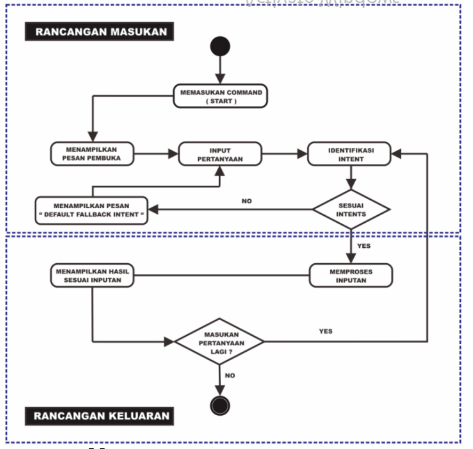 RANCANGAN MASUKAN
MEMASUKAN COMMAND
( START )
MENAMPILKAN
PESAN PEMBUKA
INPUT
PERTANYAAN
IDENTIFIKASI
INTENT
MENAMPILKAN PESAN
" DEFAULT FALLBACK INTENT "
NO
SESUAI
INTENTS
YES
MENAMPILKAN HASIL
SESUAI INPUTAN
MEMPROSES
INPUTAN
MASUKAN
PERTANYAAN
LAGI ?
YES
NO
RANCANGAN KELUARAN